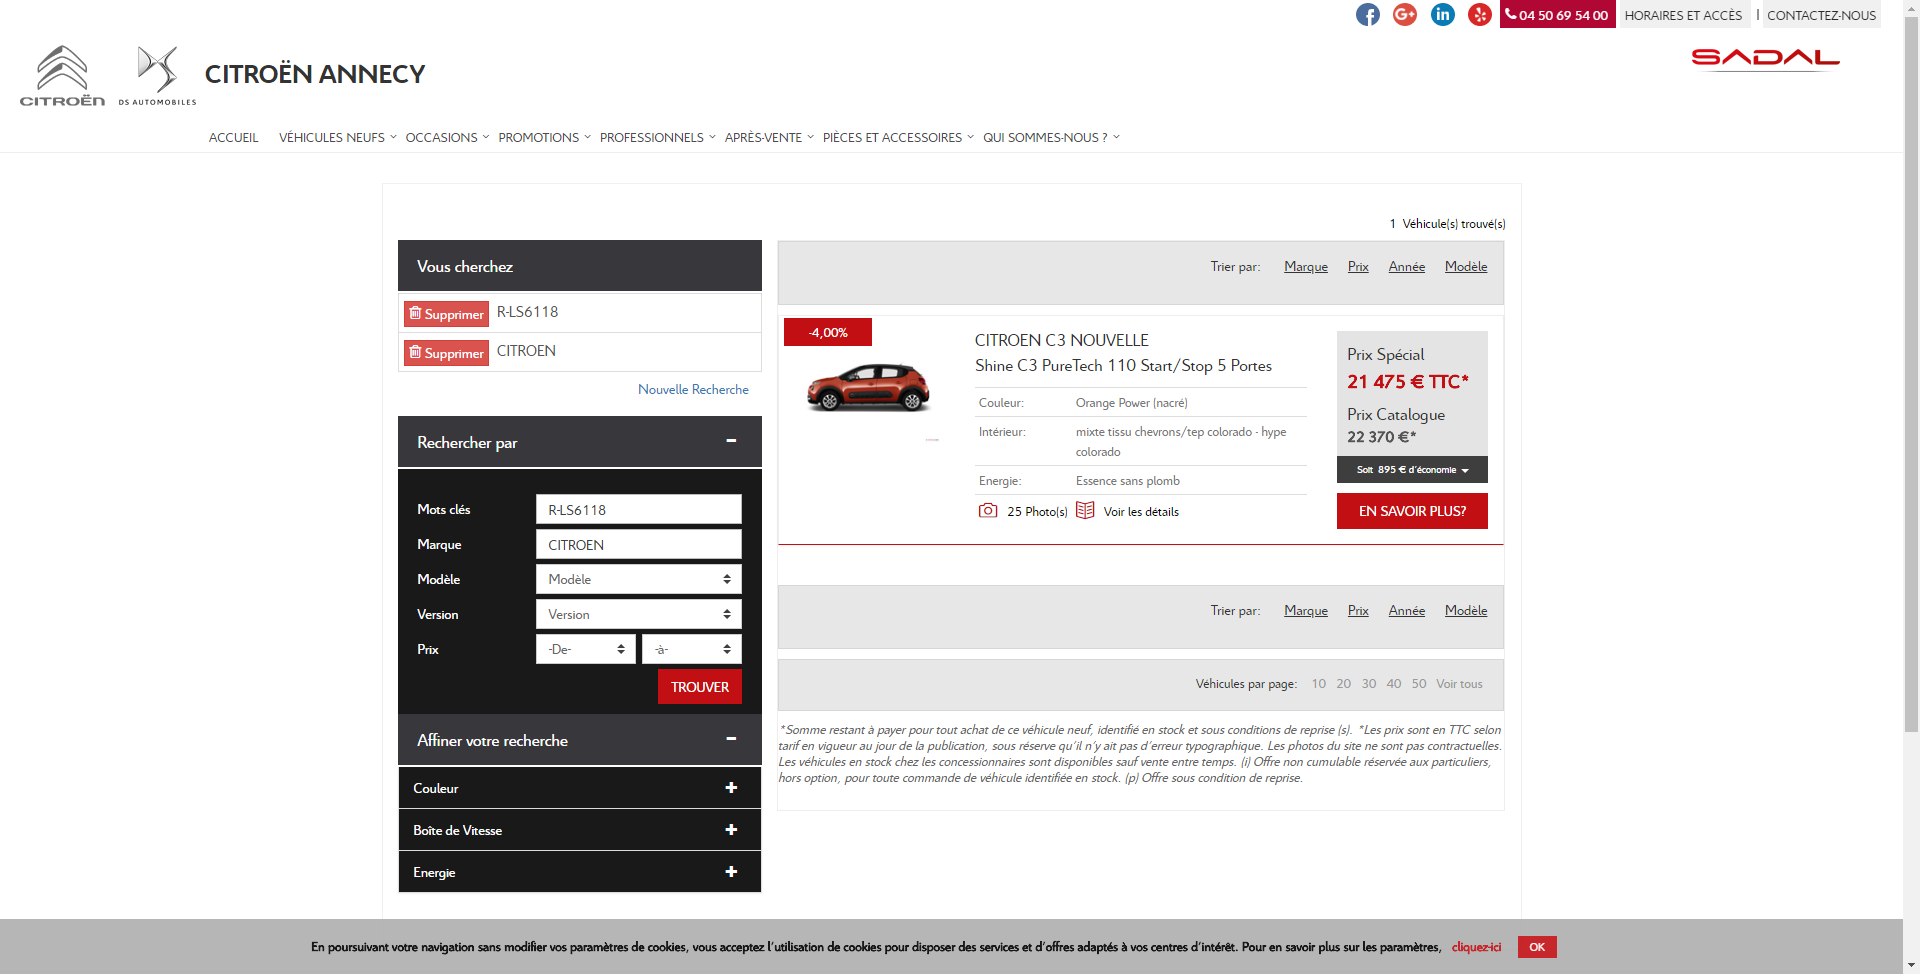 04 50 69 54 00
HORAIRES ET ACCÈS
|
CONTACTEZ-NOUS
CITROËN
DS AUTOMOBILES
CITROËN ANNECY
SADAL
ACCUEIL
VÉHICULES NEUFS
OCCASIONS
PROMOTIONS
PROFESSIONNELS
APRÈS-VENTE
PIÈCES ET ACCESSOIRES
QUI SOMMES-NOUS ?
1 Véhicule(s) trouvé(s)
Vous cherchez
Supprimer R-LS6118
Supprimer CITROEN
Nouvelle Recherche
Rechercher par
Mots clés R-LS6118
Marque CITROEN
Modèle Modèle
Version Version
Prix -De- -à-
TROUVER
Affiner votre recherche
Couleur
Boîte de Vitesse
Energie
Trier par: Marque Prix Année Modèle
-4,00%
CITROEN C3 NOUVELLE
Shine C3 PureTech 110 Start/Stop 5 Portes
Couleur: Orange Power (nacré)
Intérieur: mixte tissu chevrons/tep colorado - hype
colorado
Energie: Essence sans plomb
25 Photo(s) Voir les détails
Prix Spécial
21 475 € TTC*
Prix Catalogue
22 370 €*
Soit 895 € d'économie
EN SAVOIR PLUS?
Trier par: Marque Prix Année Modèle
Véhicules par page: 10 20 30 40 50 Voir tous
*Somme restant à payer pour tout achat de ce véhicule neuf, identifié en stock et sous conditions de reprise (s). *Les prix sont en TTC selon
tarif en vigueur au jour de la publication, sous réserve qu'il n'y ait pas d'erreur typographique. Les photos du site ne sont pas contractuelles.
Les véhicules en stock chez les concessionnaires sont disponibles sauf vente entre temps. (i) Offre non cumulable réservée aux particuliers,
hors option, pour toute commande de véhicule identifiée en stock. (p) Offre sous condition de reprise.
En poursuivant votre navigation sans modifier vos paramètres de cookies, vous acceptez l'utilisation de cookies pour disposer des services et d'offres adaptés à vos centres d'intérêt. Pour en savoir plus sur les paramètres, cliquez-ici OK